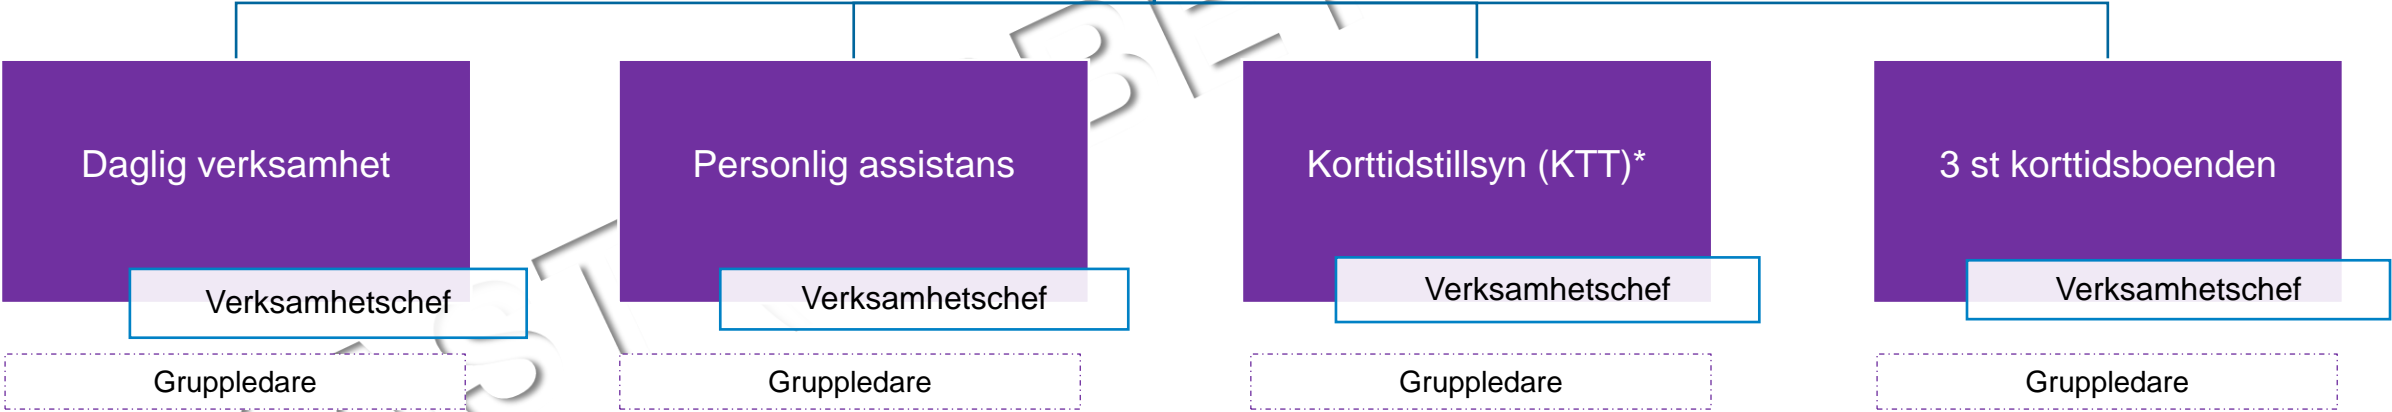 Daglig verksamhet
Personlig assistans
Korttidstillsyn (KTT)*
3 st korttidsboenden
Verksamhetschef
Verksamhetschef
Verksamhetschef
Verksamhetschef
Gruppledare
Gruppledare
Gruppledare
Gruppledare